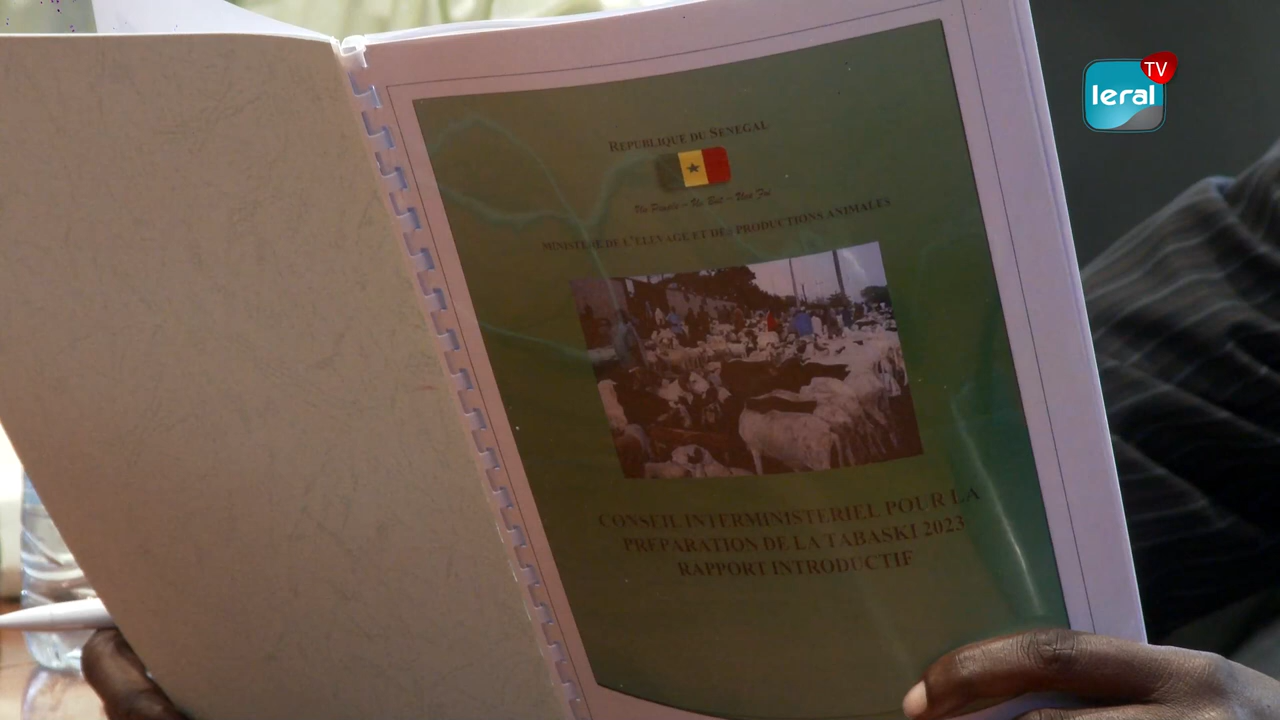 REPUBLIQUE DU SENEGAL
Un Peuple – Un But – Une Foi
MINISTERE DE L'ELEVAGE ET DES PRODUCTIONS ANIMALES
CONSEIL INTERMINISTERIEL POUR LA
PREPARATION DE LA TABASKI 2023
RAPPORT INTRODUCTIF
leral TV